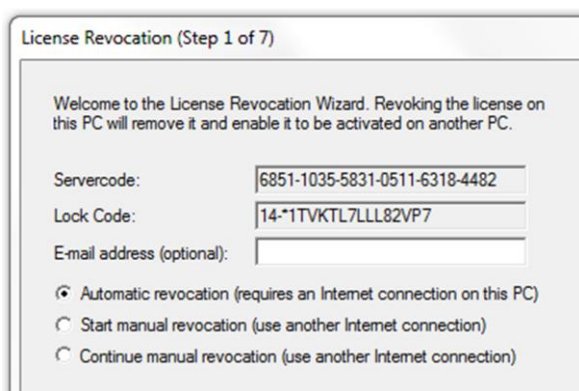 License Revocation (Step 1 of 7)
Welcome to the License Revocation Wizard. Revoking the license on
this PC will remove it and enable it to be activated on another PC.
Servercode: 6851-1035-5831-0511-6318-4482
Lock Code: 14-*1TVKTL7LLL82VP7
E-mail address (optional):
Automatic revocation (requires an Internet connection on this PC)
Start manual revocation (use another Internet connection)
Continue manual revocation (use another Internet connection)